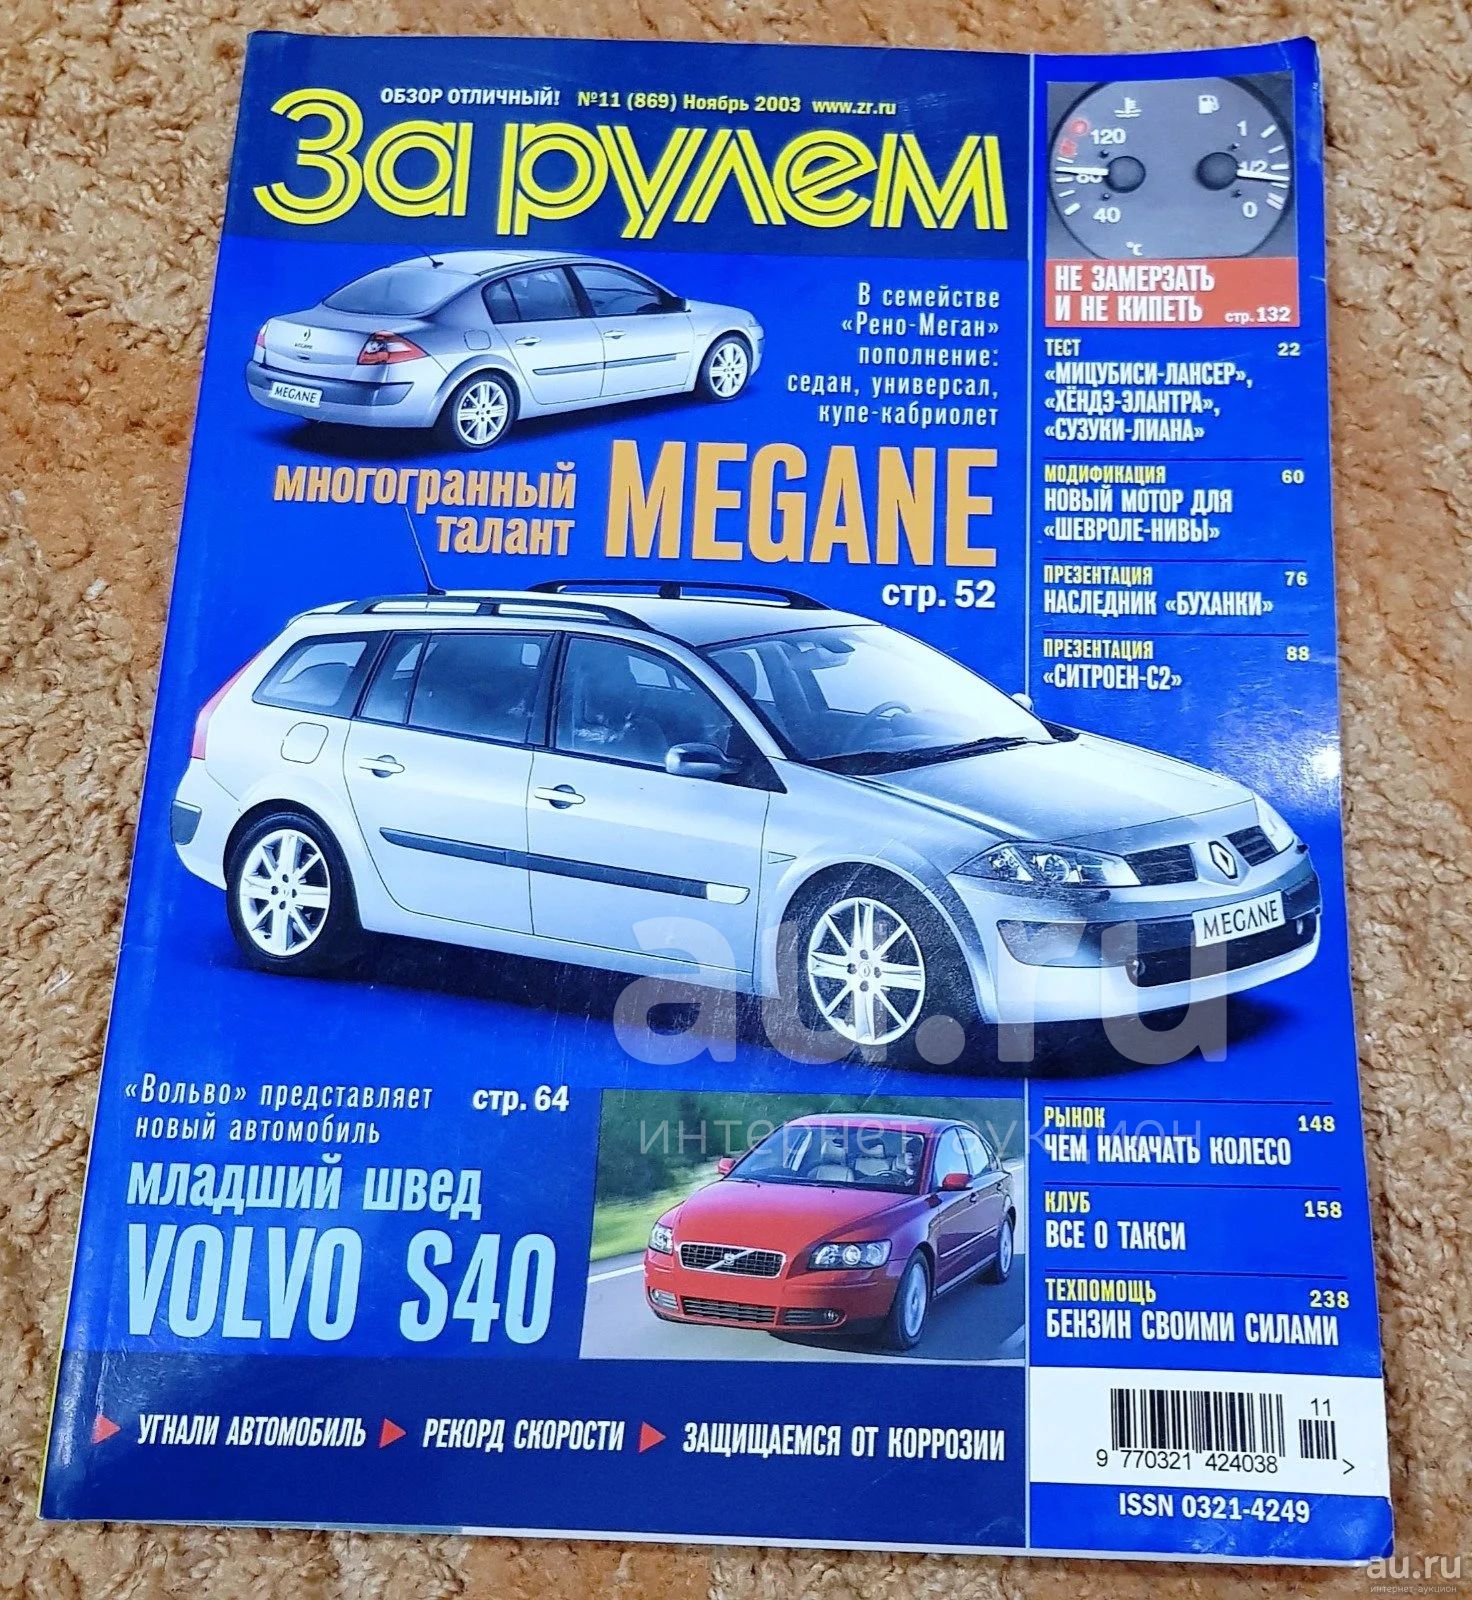 ОБЗОР ОТЛИЧНЫЙ! №11 (869) Ноябрь 2003 www.zr.ru
За рулем
120
80
40
°C
1
1/2
0
НЕ ЗАМЕРЗАТЬ
И НЕ КИПЕТЬ стр. 132
MEGANE
В семействе
«Рено-Меган»
пополнение:
седан, универсал,
купе-кабриолет
многогранный
талант
MEGANE
стр. 52
ТЕСТ 22
«МИЦУБИСИ-ЛАНСЕР»,
«ХЁНДЭ-ЭЛАНТРА»,
«СУЗУКИ-ЛИАНА»
МОДИФИКАЦИЯ 60
НОВЫЙ МОТОР ДЛЯ
«ШЕВРОЛЕ-НИВЫ»
ПРЕЗЕНТАЦИЯ 76
НАСЛЕДНИК «БУХАНКИ»
ПРЕЗЕНТАЦИЯ 88
«СИТРОЕН-С2»
MEGANE
au.ru
интернет-аукцион
«Вольво» представляет
новый автомобиль
стр. 64
младший швед
VOLVO S40
РЫНОК 148
ЧЕМ НАКАЧАТЬ КОЛЕСО
КЛУБ 158
ВСЕ О ТАКСИ
ТЕХПОМОЩЬ 238
БЕНЗИН СВОИМИ СИЛАМИ
УГНАЛИ АВТОМОБИЛЬ РЕКОРД СКОРОСТИ ЗАЩИЩАЕМСЯ ОТ КОРРОЗИИ
11
9 770321 424038 >
ISSN 0321-4249
au.ru
интернет-аукцион